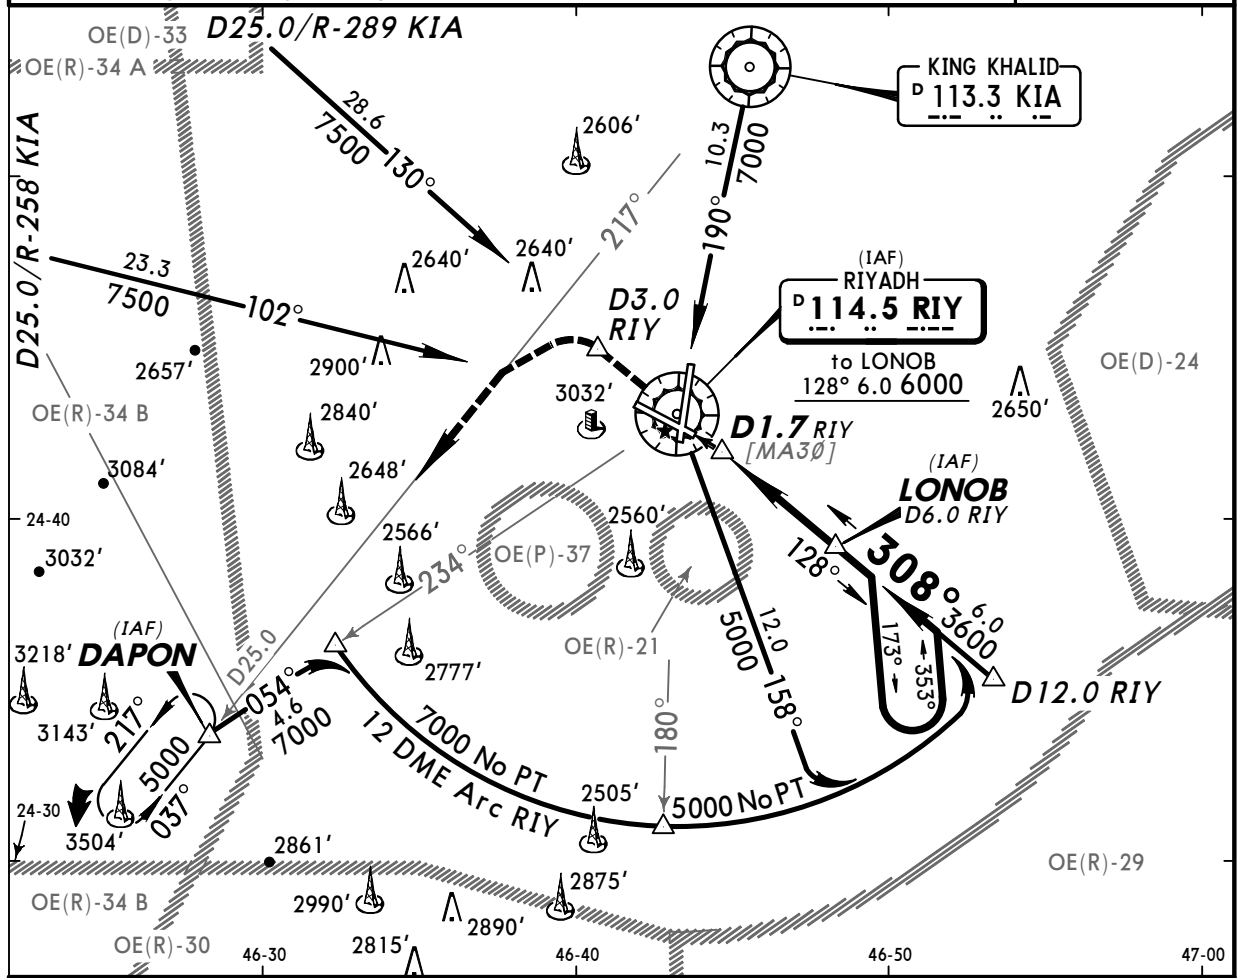 OE(D)-33
D25.0/R-289 KIA
OE(R)-34 A
KING KHALID
D 113.3 KIA
28.6
7500
130°
2606'
10.3
7000
190°
217°
D25.0/R-258 KIA
23.3
7500
102°
2640'
2640'
(IAF)
RIYADH
D 114.5 RIY
to LONOB
128° 6.0 6000
D3.0
RIY
2657'
2900'
3032'
2650'
OE(D)-24
OE(R)-34 B
2840'
D1.7 RIY
[MA30]
3084'
2648'
(IAF)
LONOB
D6.0 RIY
24-40
2566'
2560'
OE(P)-37
3032'
234°
128°
308°
6.0
3600
(IAF)
DAPON
D25.0
OE(R)-21
12.0
5000
158°
173°
353°
3218'
2777'
D12.0 RIY
054°
4.6
7000
3143'
217°
5000
037°
180°
7000 No PT
12 DME Arc RIY
5000 No PT
2505'
24-30
3504'
2861'
OE(R)-29
OE(R)-34 B
2990'
2875'
2890'
OE(R)-30
2815'
46-30
46-40
46-50
47-00